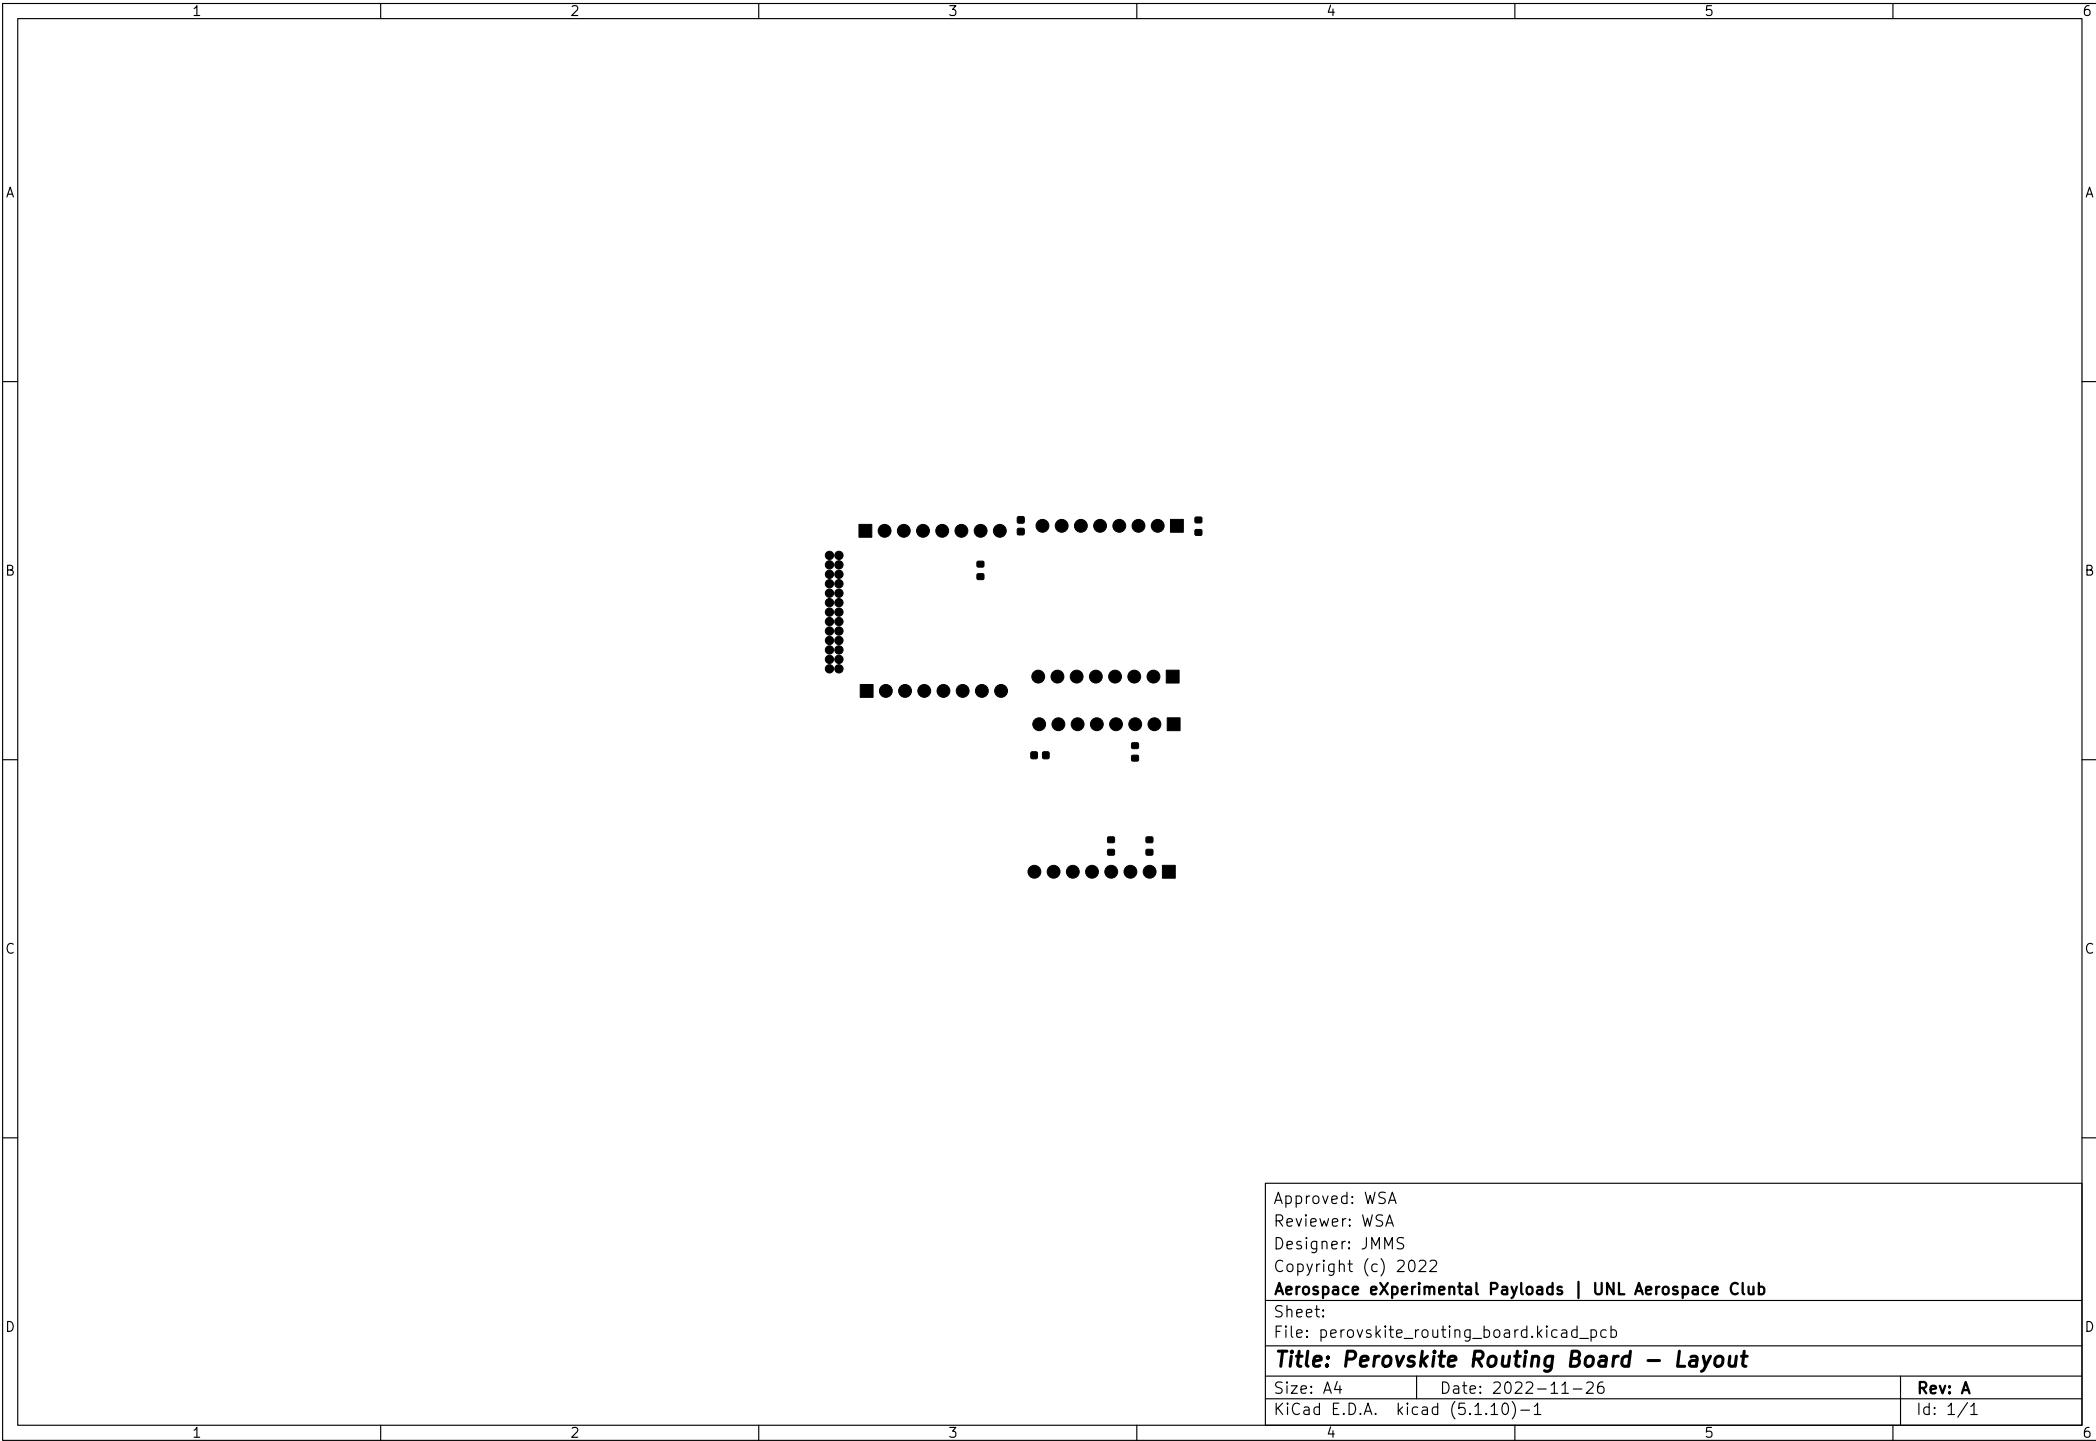 1 2 3 4 5 6
A A
B B
C C
Approved: WSA
Reviewer: WSA
Designer: JMMS
Copyright (c) 2022
Aerospace eXperimental Payloads | UNL Aerospace Club
Sheet:
File: perovskite_routing_board.kicad_pcb
D D
Title: Perovskite Routing Board – Layout
Size: A4 Date: 2022–11–26 Rev: A
KiCad E.D.A. kicad (5.1.10)–1 Id: 1/1
1 2 3 4 5 6